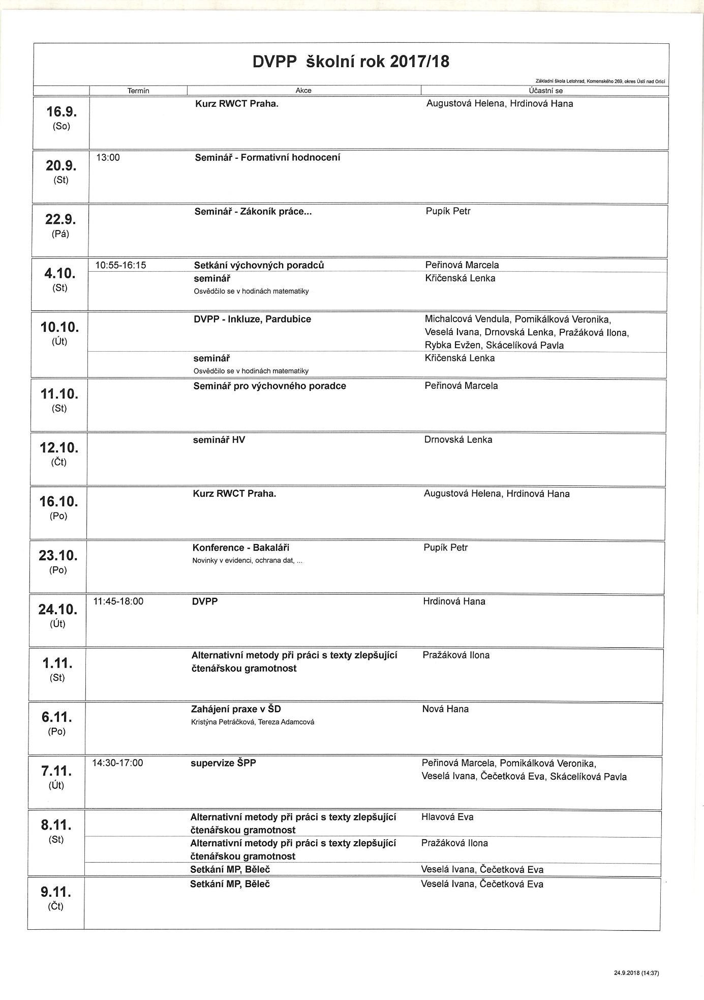 DVPP školní rok 2017/18
Základní škola Letohrad, Komenského 269, okres Ústí nad Orlicí
Termín Akce Účastní se
16.9. Kurz RWCT Praha. Augustová Helena, Hrdinová Hana
(So)
20.9. 13:00 Seminář - Formativní hodnocení
(St)
22.9. Seminář - Zákoník práce... Pupík Petr
(Pá)
4.10. 10:55-16:15 Setkání výchovných poradců Peřinová Marcela
(St) seminář Křičenská Lenka
Osvědčilo se v hodinách matematiky
10.10. DVPP - Inkluze, Pardubice Michalcová Vendula, Pomikálková Veronika,
(Út) Veselá Ivana, Drnovská Lenka, Pražáková Ilona,
Rybka Evžen, Skácelíková Pavla
seminář Křičenská Lenka
Osvědčilo se v hodinách matematiky
11.10. Seminář pro výchovného poradce Peřinová Marcela
(St)
12.10. seminář HV Drnovská Lenka
(Čt)
16.10. Kurz RWCT Praha. Augustová Helena, Hrdinová Hana
(Po)
23.10. Konference - Bakaláři Pupík Petr
(Po) Novinky v evidenci, ochrana dat, ...
24.10. 11:45-18:00 DVPP Hrdinová Hana
(Út)
1.11. Alternativní metody při práci s texty zlepšující Pražáková Ilona
(St) čtenářskou gramotnost
6.11. Zahájení praxe v ŠD Nová Hana
(Po) Kristýna Petráčková, Tereza Adamcová
7.11. 14:30-17:00 supervize ŠPP Peřinová Marcela, Pomikálková Veronika,
(Út) Veselá Ivana, Čečetková Eva, Skácelíková Pavla
8.11. Alternativní metody při práci s texty zlepšující Hlavová Eva
(St) čtenářskou gramotnost
Alternativní metody při práci s texty zlepšující Pražáková Ilona
čtenářskou gramotnost
Setkání MP, Běleč Veselá Ivana, Čečetková Eva
9.11. Setkání MP, Běleč Veselá Ivana, Čečetková Eva
(Čt)
24.9.2018 (14:37)